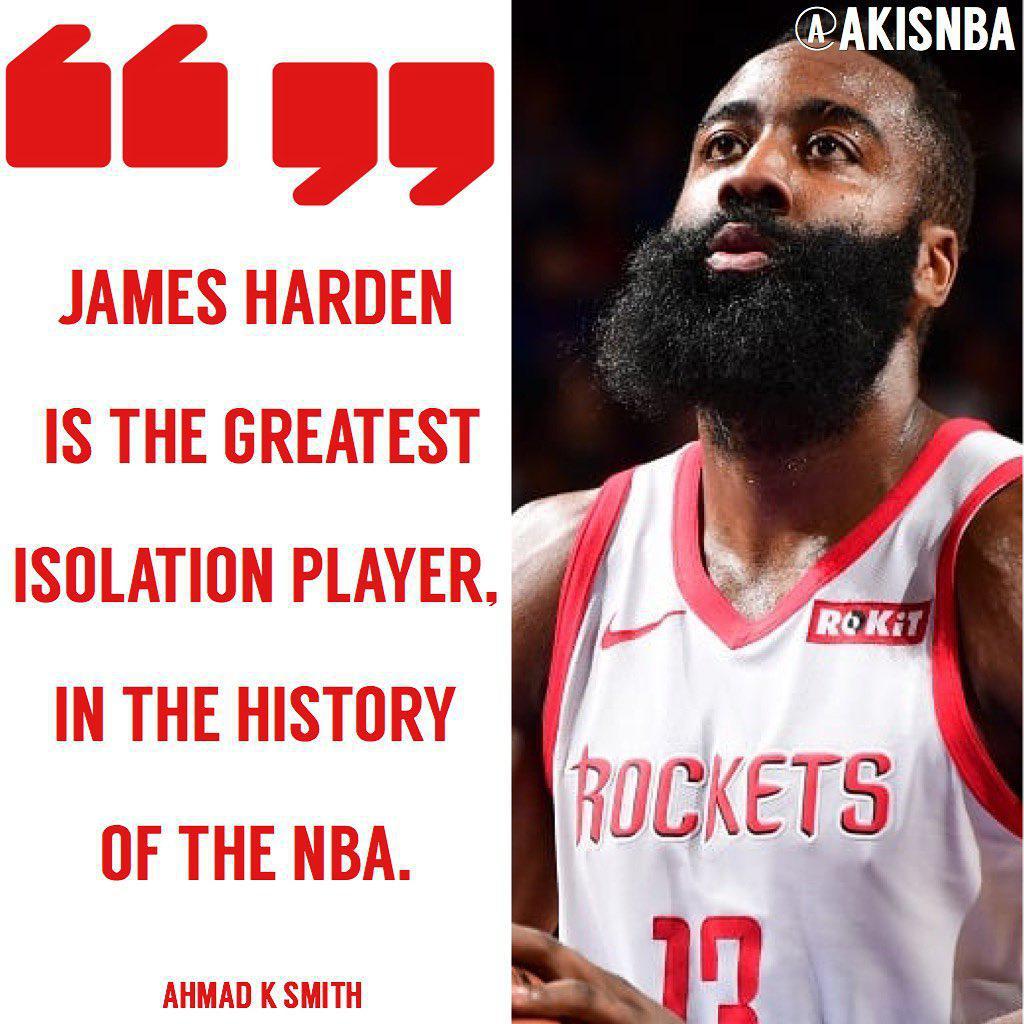 @AKISNBA
“ ”
JAMES HARDEN
IS THE GREATEST
ISOLATION PLAYER,
IN THE HISTORY
OF THE NBA.
AHMAD K SMITH
ROKiT
ROCKETS
13